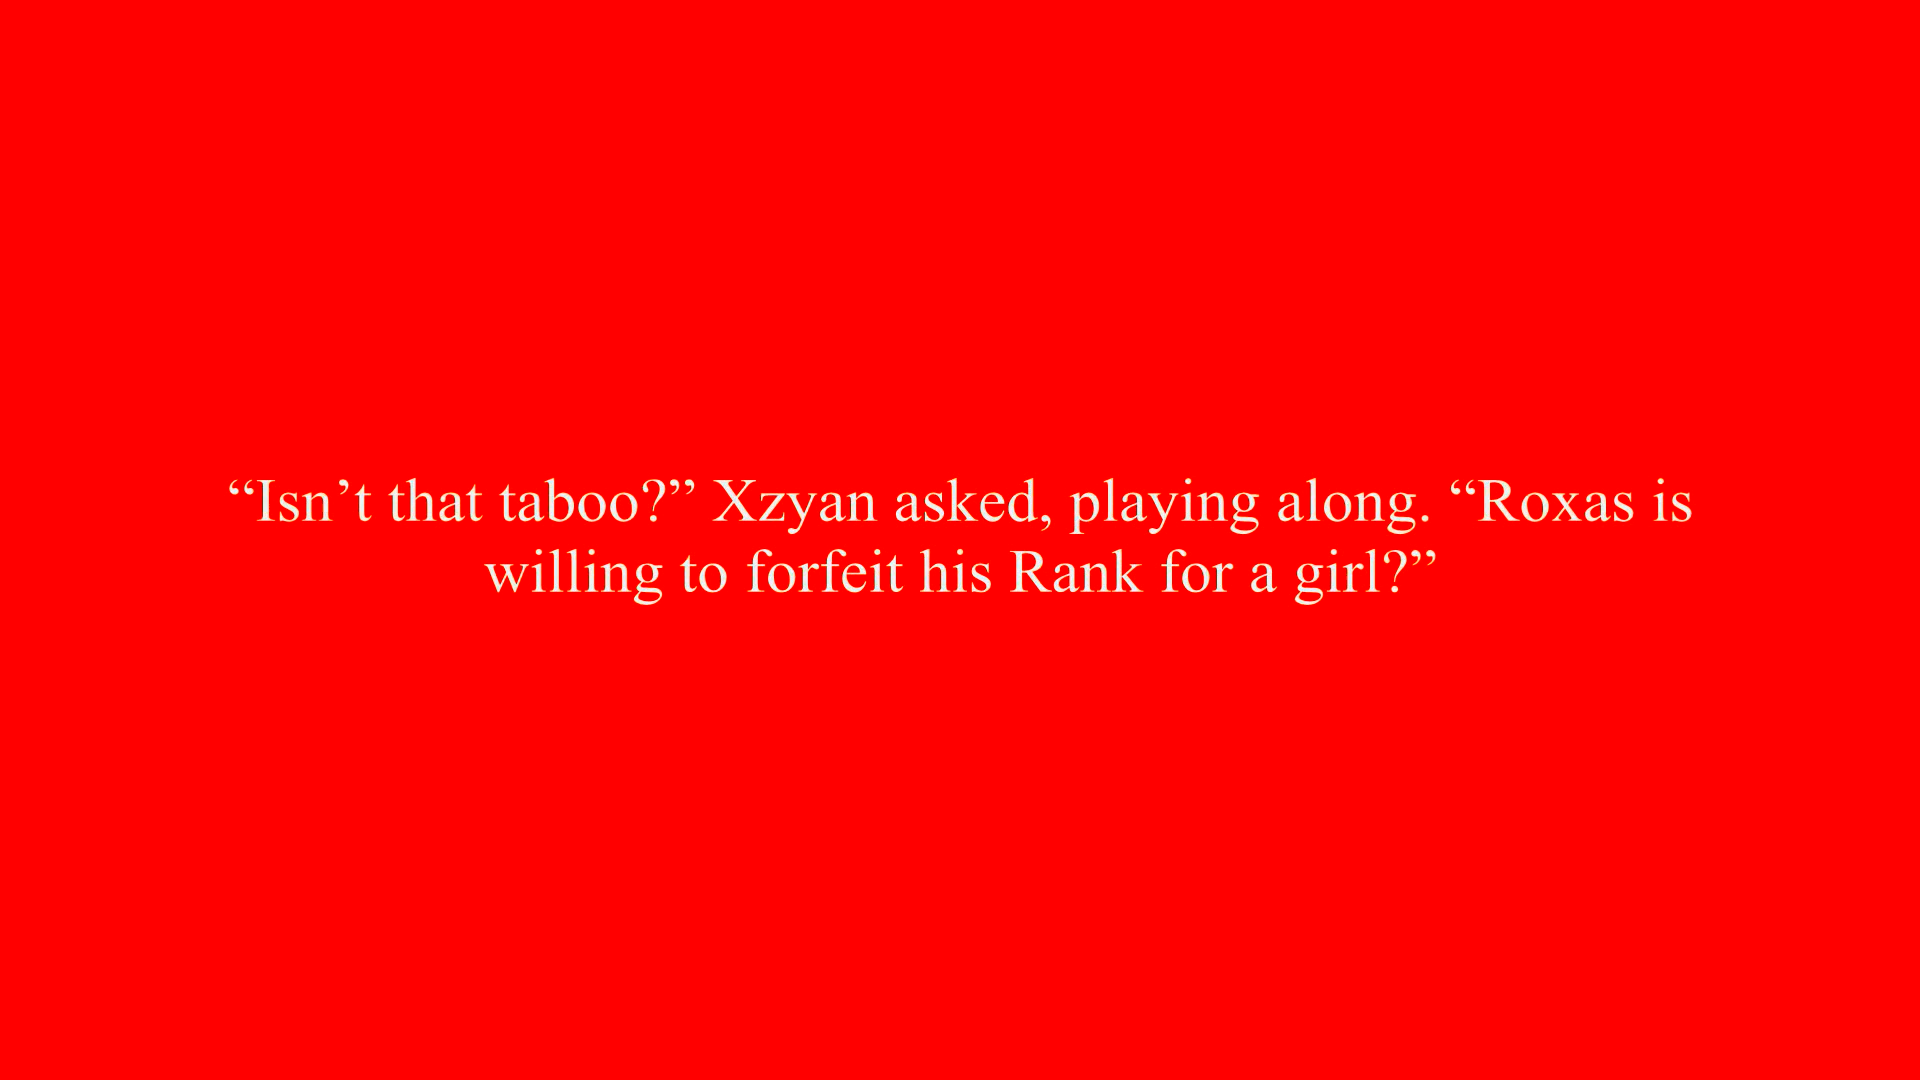 “Isn’t that taboo?” Xzyan asked, playing along. “Roxas is
willing to forfeit his Rank for a girl?”